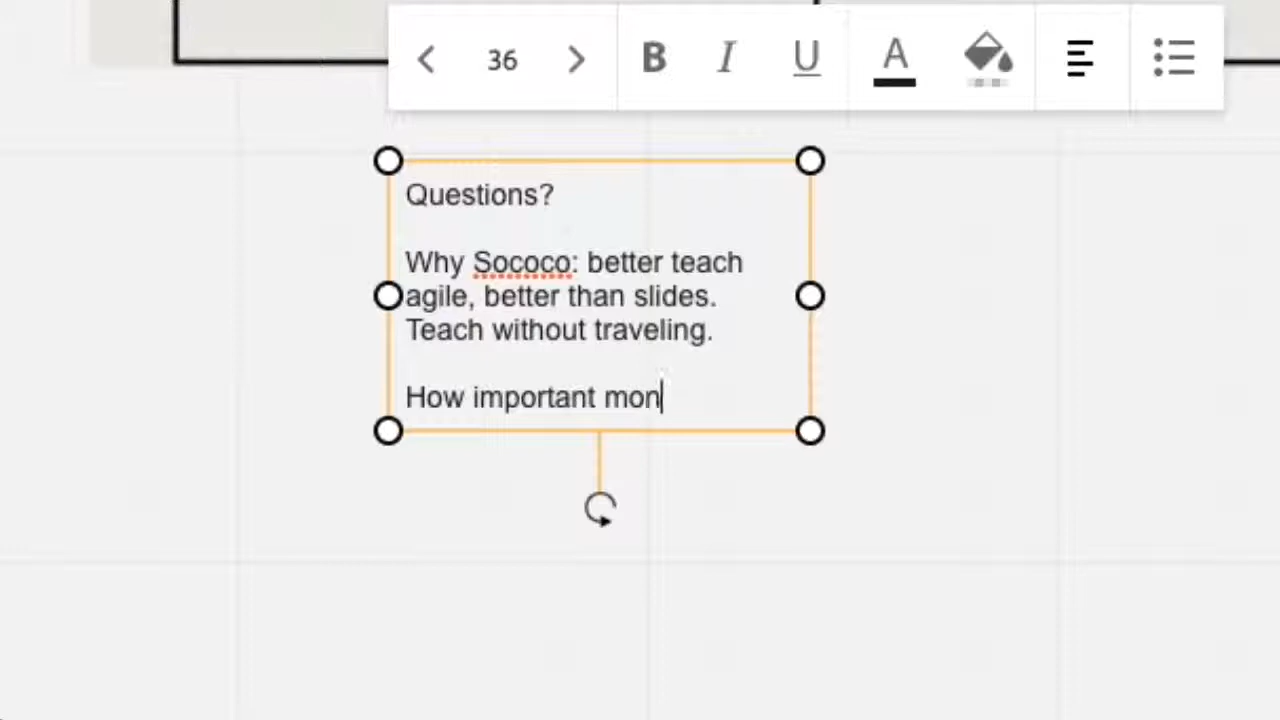 36
B I U A
Questions?
Why Sococo: better teach
agile, better than slides.
Teach without traveling.
How important mon